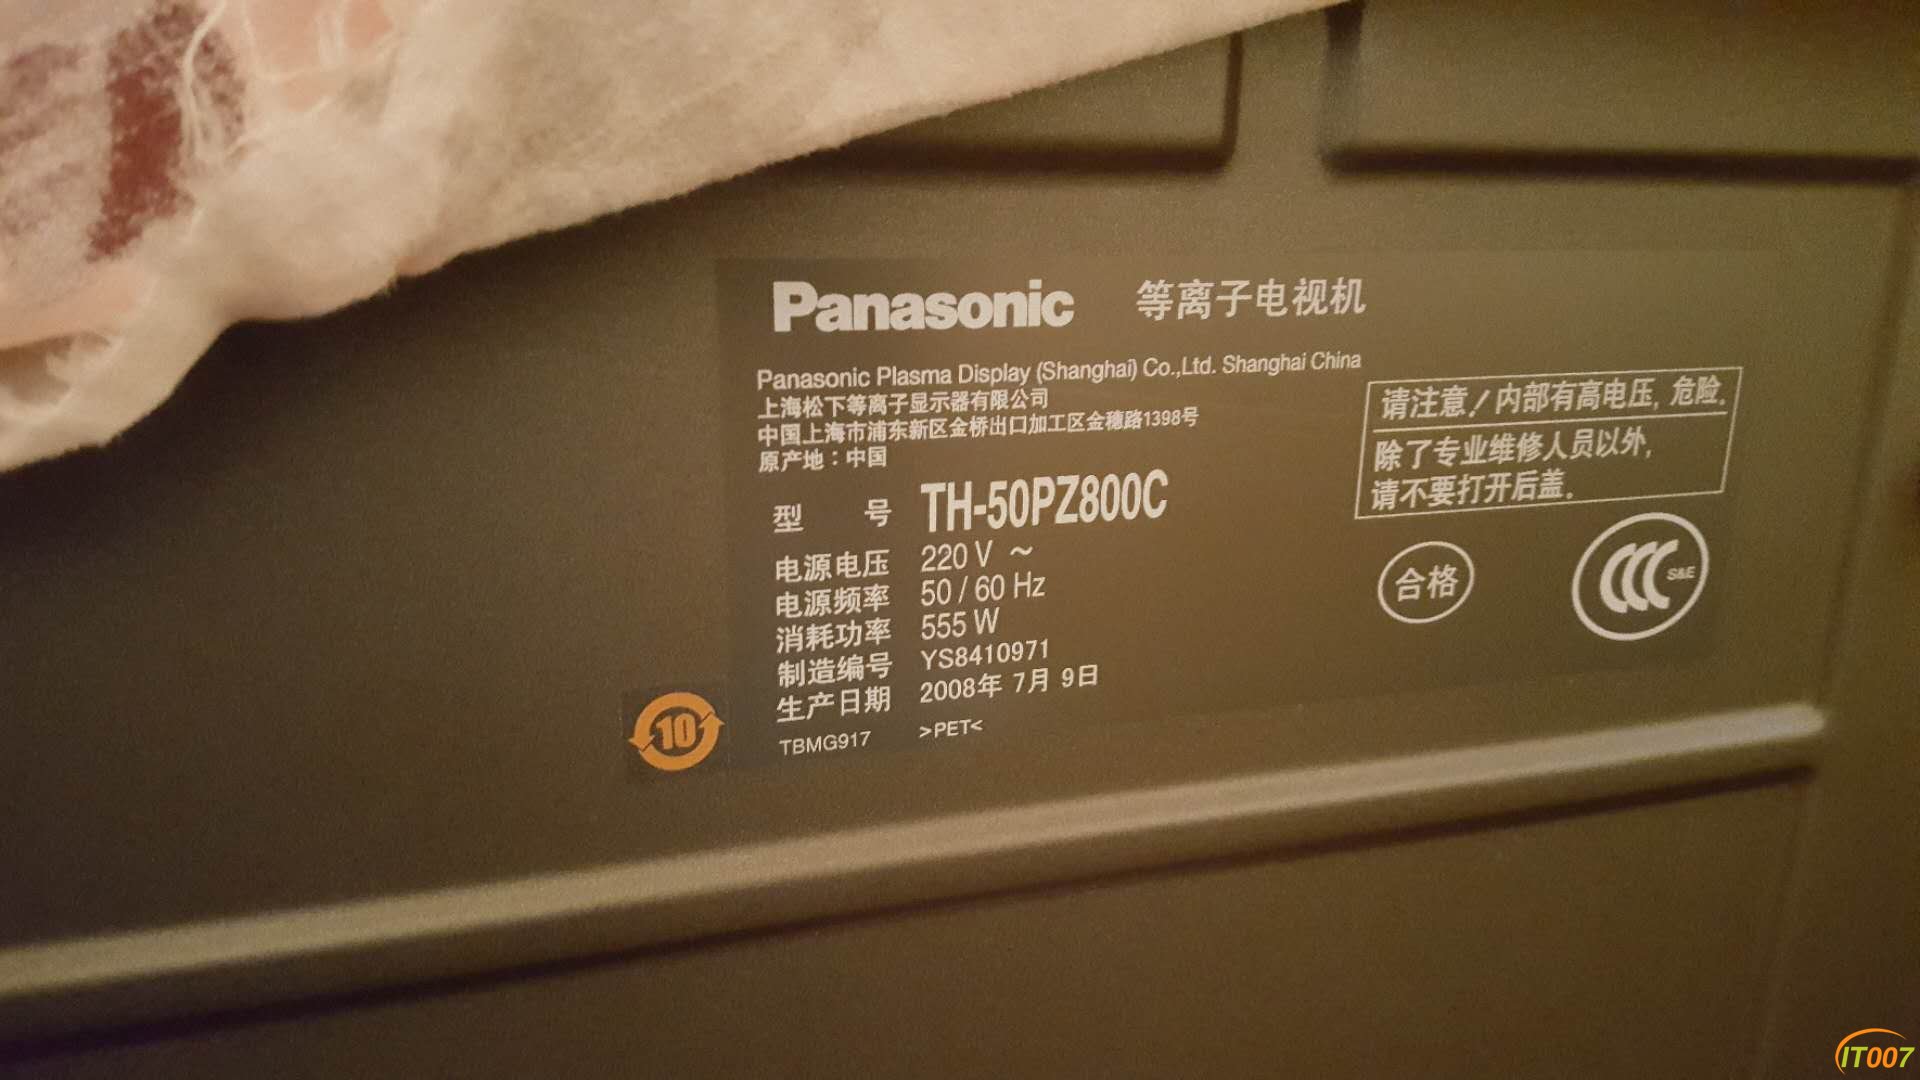 Panasonic 等离子电视机
Panasonic Plasma Display (Shanghai) Co.,Ltd. Shanghai China
上海松下等离子显示器有限公司
中国上海市浦东新区金桥出口加工区金穗路1398号
原产地：中国
请注意！内部有高电压, 危险.
除了专业维修人员以外,
请不要打开后盖.
型 号 TH-50PZ800C
电源电压 220 V ~
电源频率 50 / 60 Hz
消耗功率 555 W
制造编号 YS8410971
生产日期 2008年 7月 9日
TBMG917 >PET<
合格
CCC S&E
10
IT007